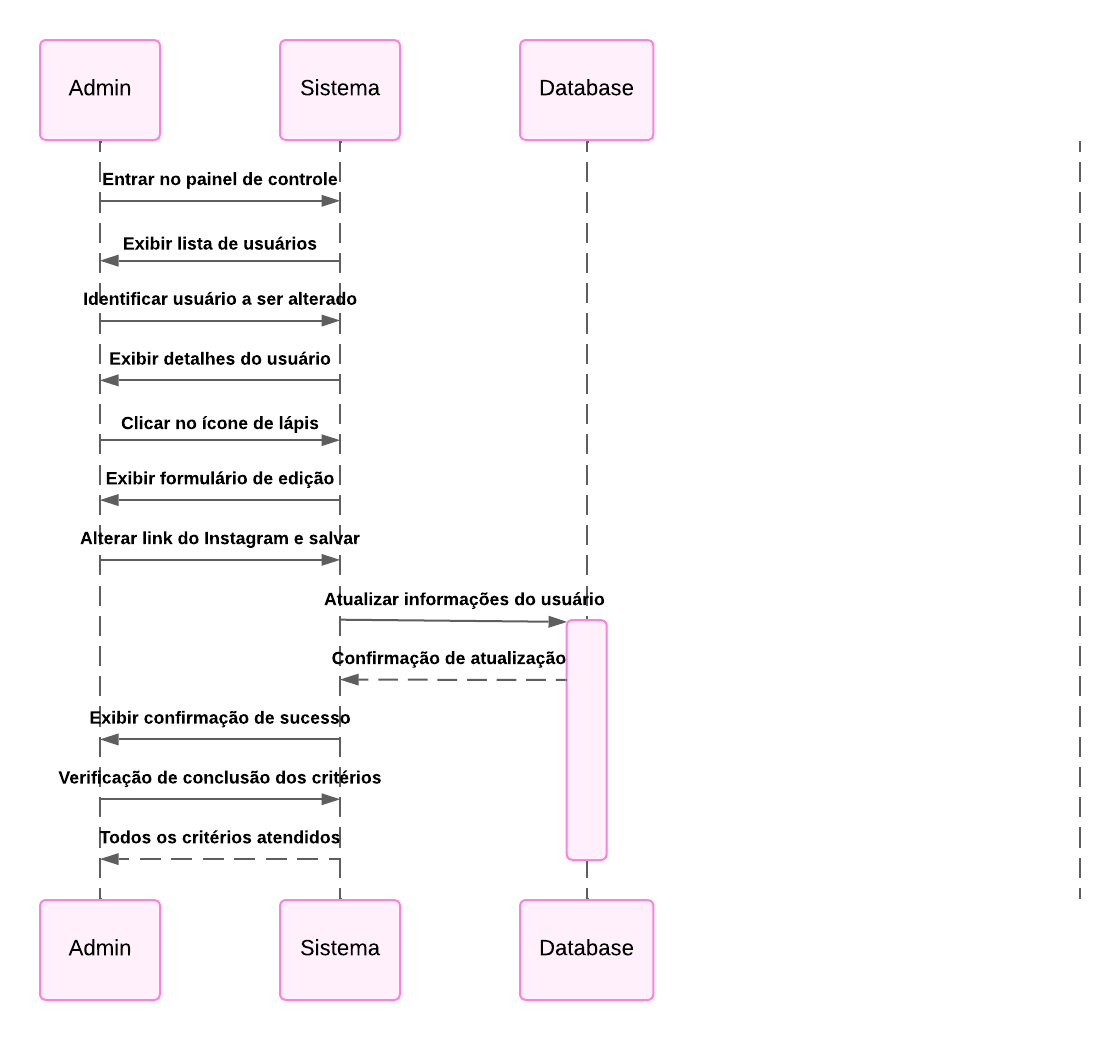 Admin
Sistema
Database
Entrar no painel de controle
Exibir lista de usuários
Identificar usuário a ser alterado
Exibir detalhes do usuário
Clicar no ícone de lápis
Exibir formulário de edição
Alterar link do Instagram e salvar
Atualizar informações do usuário
Confirmação de atualização
Exibir confirmação de sucesso
Verificação de conclusão dos critérios
Todos os critérios atendidos
Admin
Sistema
Database